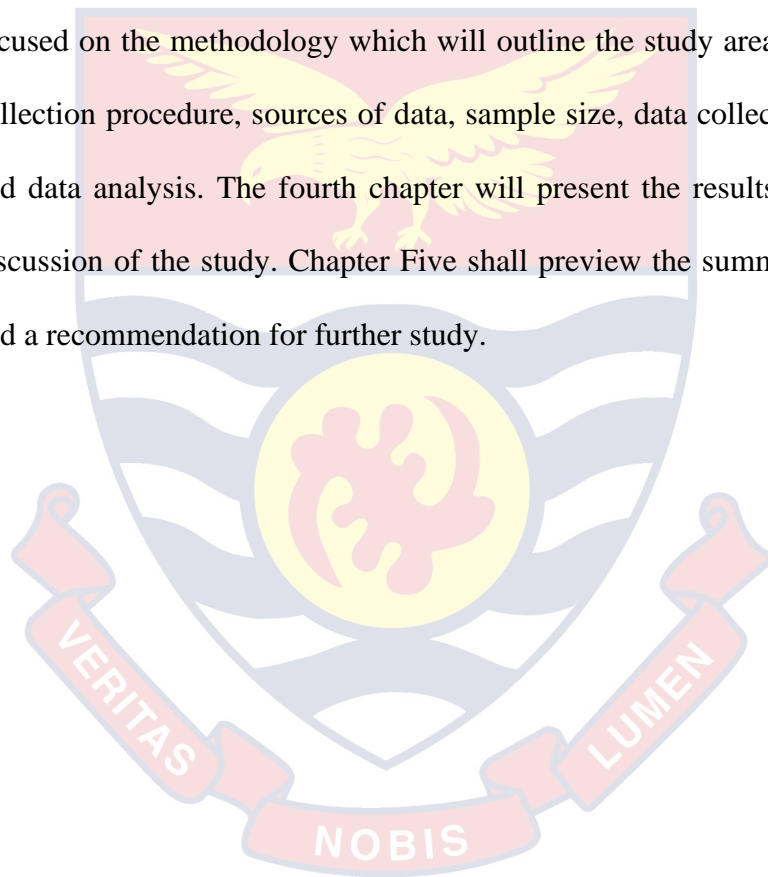 cused on the methodology which will outline the study area
llection procedure, sources of data, sample size, data collec
d data analysis. The fourth chapter will present the results
scussion of the study. Chapter Five shall preview the summ
d a recommendation for further study.
VERITAS
NOBIS
LUMEN